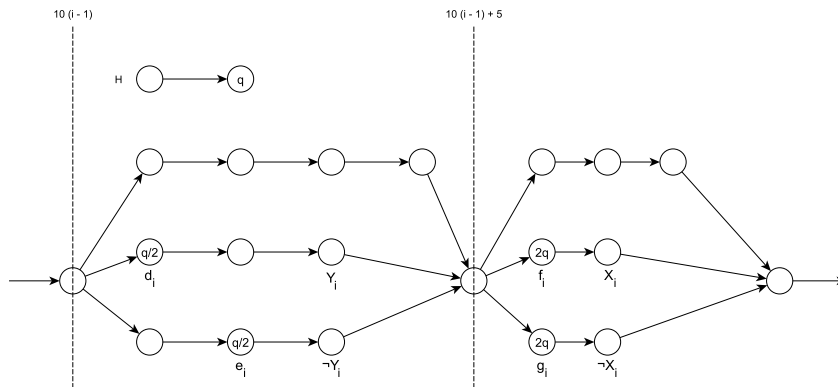 10 (i - 1)
10 (i - 1) + 5
H
q
q/2
2q
d_i
Y_i
f_i
X_i
q/2
2q
e_i
¬Y_i
g_i
¬X_i